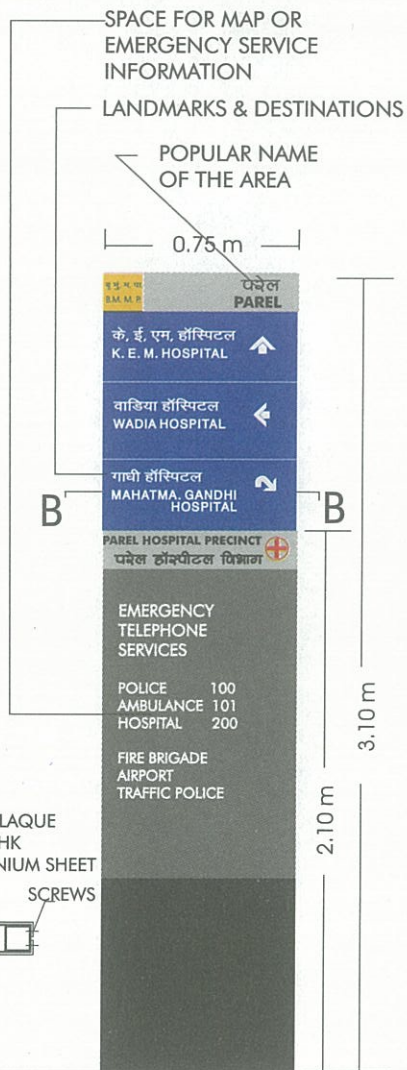 SPACE FOR MAP OR
EMERGENCY SERVICE
INFORMATION
LANDMARKS & DESTINATIONS
POPULAR NAME
OF THE AREA
0.75 m
बृ. मुं. म. पा.
B.M. M. P.
परेल
PAREL
के, ई, एम, हॉस्पिटल
K. E. M. HOSPITAL
वाडिया हॉस्पिटल
WADIA HOSPITAL
गाधी हॉस्पिटल
MAHATMA. GANDHI
HOSPITAL
B
B
PAREL HOSPITAL PRECINCT
परेल हॉस्पीटल विभाग
EMERGENCY
TELEPHONE
SERVICES
POLICE 100
AMBULANCE 101
HOSPITAL 200
FIRE BRIGADE
AIRPORT
TRAFFIC POLICE
3.10 m
2.10 m
LAQUE
HK
NIUM SHEET
SCREWS